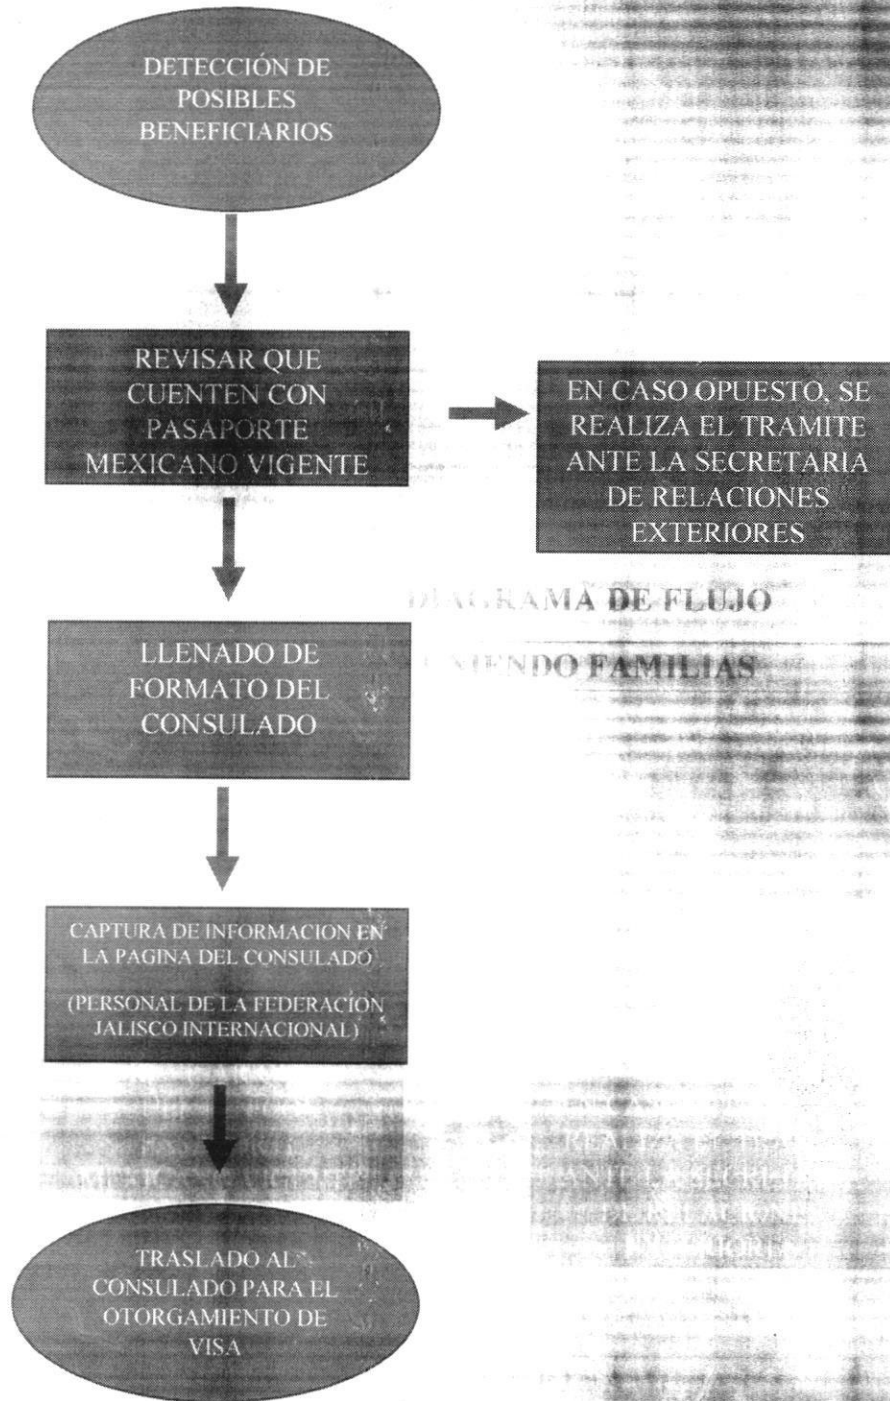 DETECCIÓN DE
POSIBLES
BENEFICIARIOS
REVISAR QUE
CUENTEN CON
PASAPORTE
MEXICANO VIGENTE
EN CASO OPUESTO, SE
REALIZA EL TRAMITE
ANTE LA SECRETARIA
DE RELACIONES
EXTERIORES
DIAGRAMA DE FLUJO
FAMILIAS
LLENADO DE
FORMATO DEL
CONSULADO
CAPTURA DE INFORMACION EN
LA PAGINA DEL CONSULADO
(PERSONAL DE LA FEDERACIÓN
JALISCO INTERNACIONAL)
TRASLADO AL
CONSULADO PARA EL
OTORGAMIENTO DE
VISA